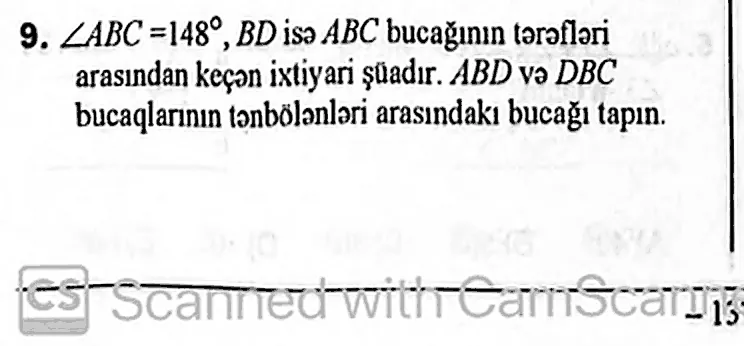 9. ∠ABC =148°, BD isə ABC bucağının tərəfləri
arasından keçən ixtiyari şüadır. ABD və DBC
bucaqlarının tənbölənləri arasındakı bucağı tapın.
CS Scanned with CamScanne
– 13